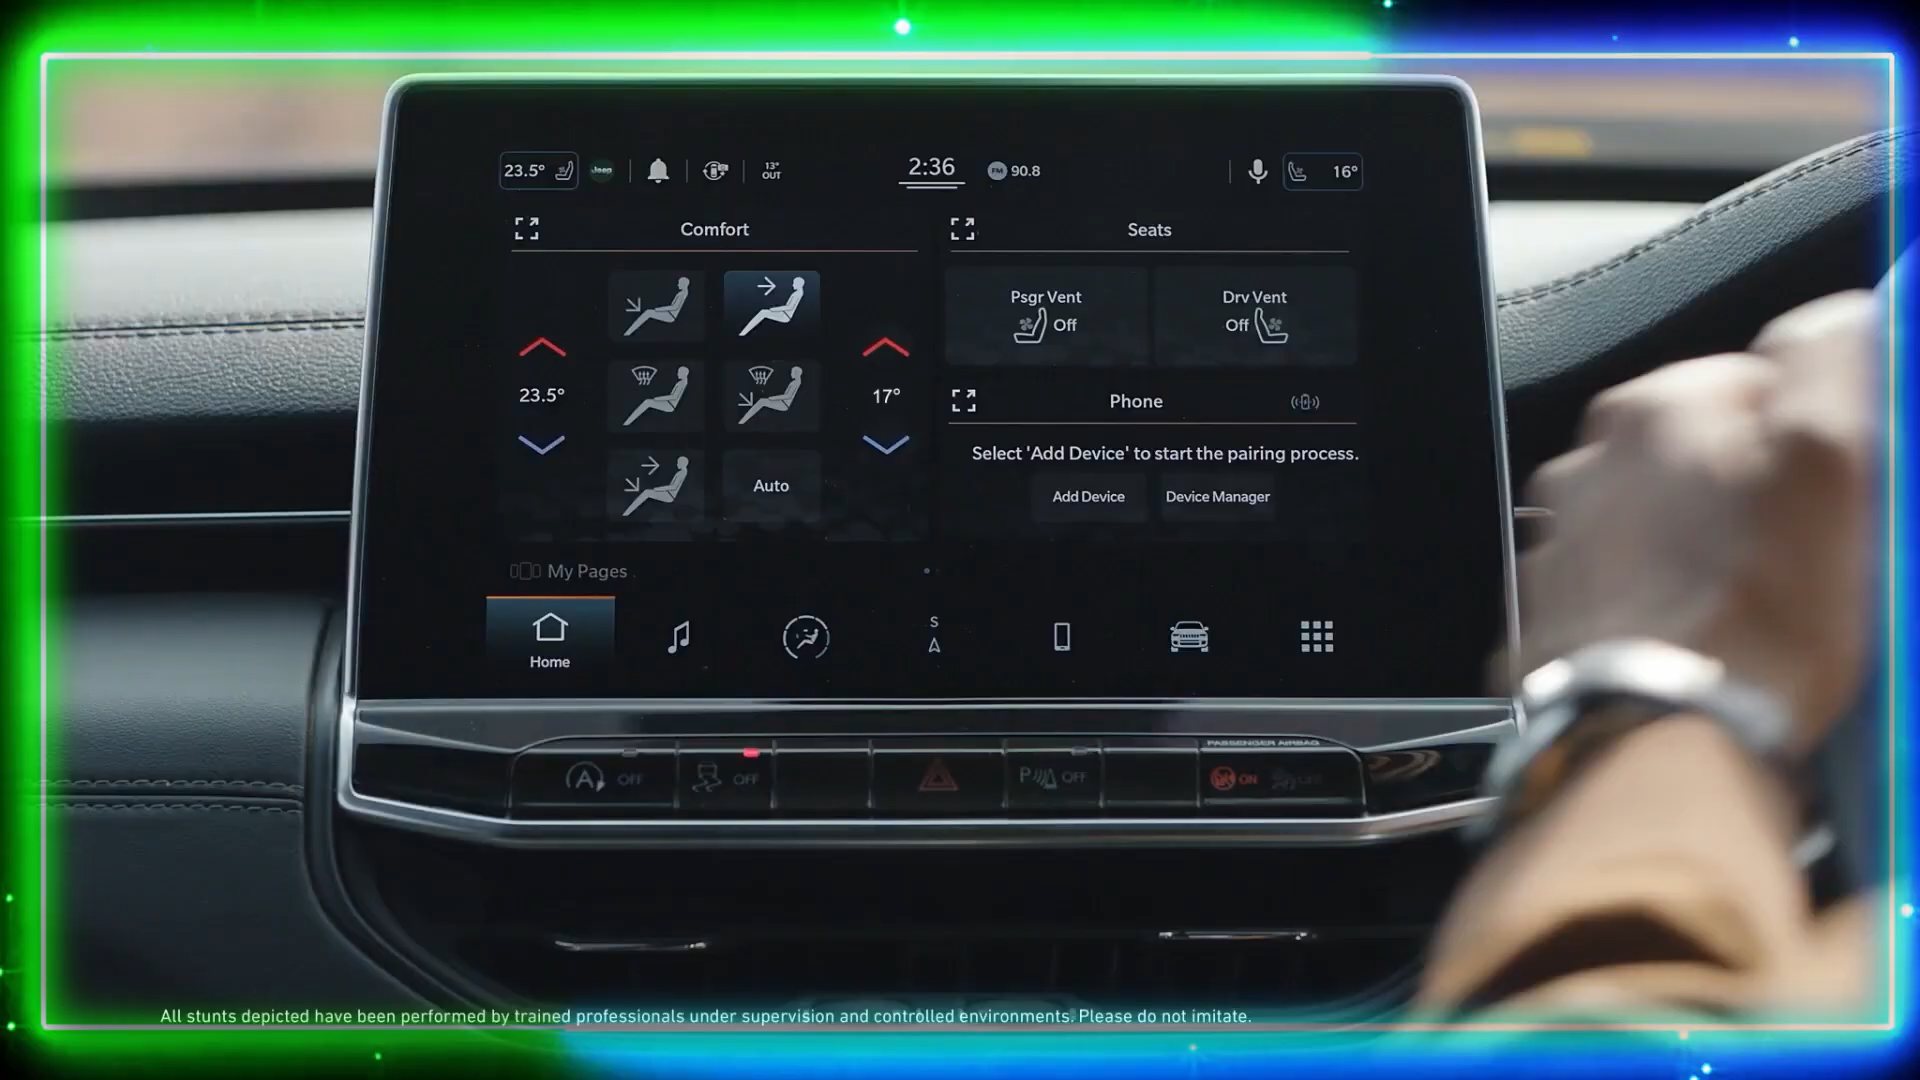 23.5° Jeep 13° OUT 2:36 FM 90.8 16°
Comfort
Seats
Psgr Vent
Off
Drv Vent
Off
23.5°
17°
Phone
Select 'Add Device' to start the pairing process.
Auto
Add Device
Device Manager
My Pages
S
Home
PASSENGER AIRBAG
A OFF
OFF
P OFF
ON
OFF
All stunts depicted have been performed by trained professionals under supervision and controlled environments. Please do not imitate.